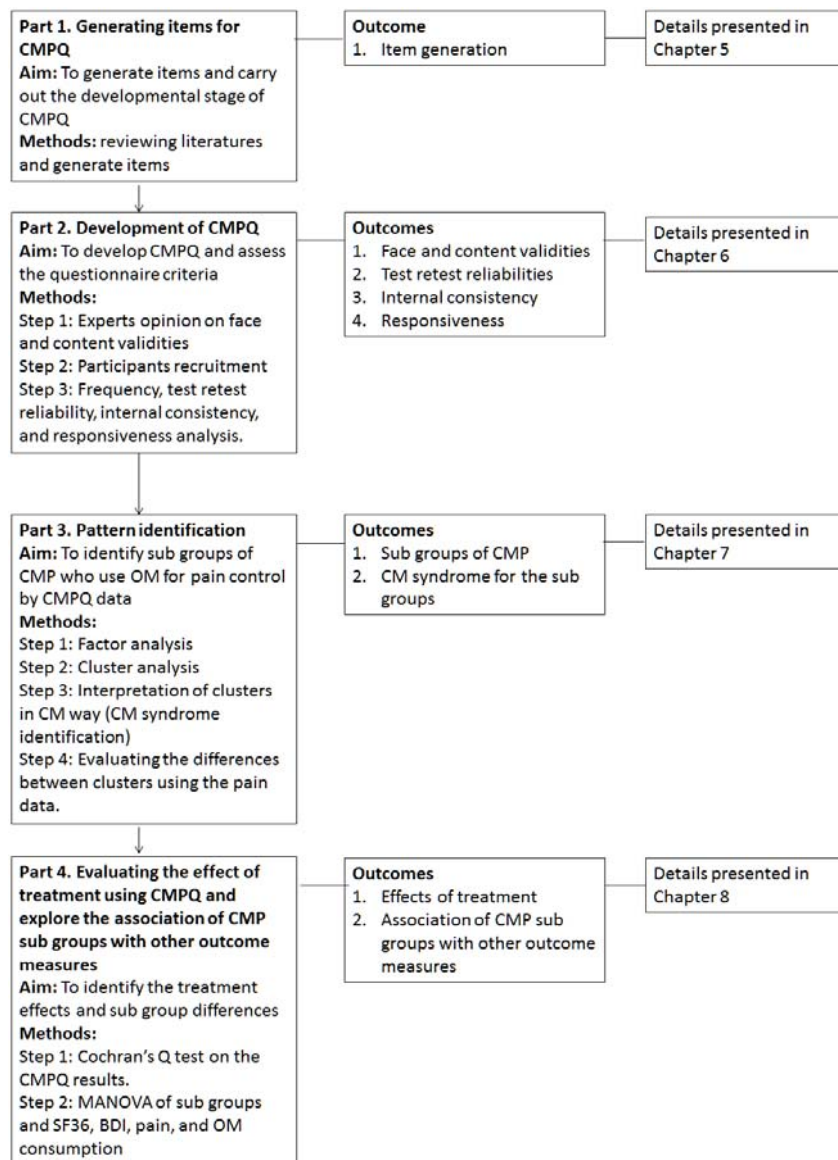 Part 1. Generating items for
CMPQ
Aim: To generate items and carry
out the developmental stage of
CMPQ
Methods: reviewing literatures
and generate items
Outcome
1. Item generation
Details presented in
Chapter 5
Part 2. Development of CMPQ
Aim: To develop CMPQ and assess
the questionnaire criteria
Methods:
Step 1: Experts opinion on face
and content validities
Step 2: Participants recruitment
Step 3: Frequency, test retest
reliability, internal consistency,
and responsiveness analysis.
Outcomes
1. Face and content validities
2. Test retest reliabilities
3. Internal consistency
4. Responsiveness
Details presented in
Chapter 6
Part 3. Pattern identification
Aim: To identify sub groups of
CMP who use OM for pain control
by CMPQ data
Methods:
Step 1: Factor analysis
Step 2: Cluster analysis
Step 3: Interpretation of clusters
in CM way (CM syndrome
identification)
Step 4: Evaluating the differences
between clusters using the pain
data.
Outcomes
1. Sub groups of CMP
2. CM syndrome for the sub
groups
Details presented in
Chapter 7
Part 4. Evaluating the effect of
treatment using CMPQ and
explore the association of CMP
sub groups with other outcome
measures
Aim: To identify the treatment
effects and sub group differences
Methods:
Step 1: Cochran's Q test on the
CMPQ results.
Step 2: MANOVA of sub groups
and SF36, BDI, pain, and OM
consumption
Outcomes
1. Effects of treatment
2. Association of CMP sub
groups with other outcome
measures
Details presented in
Chapter 8